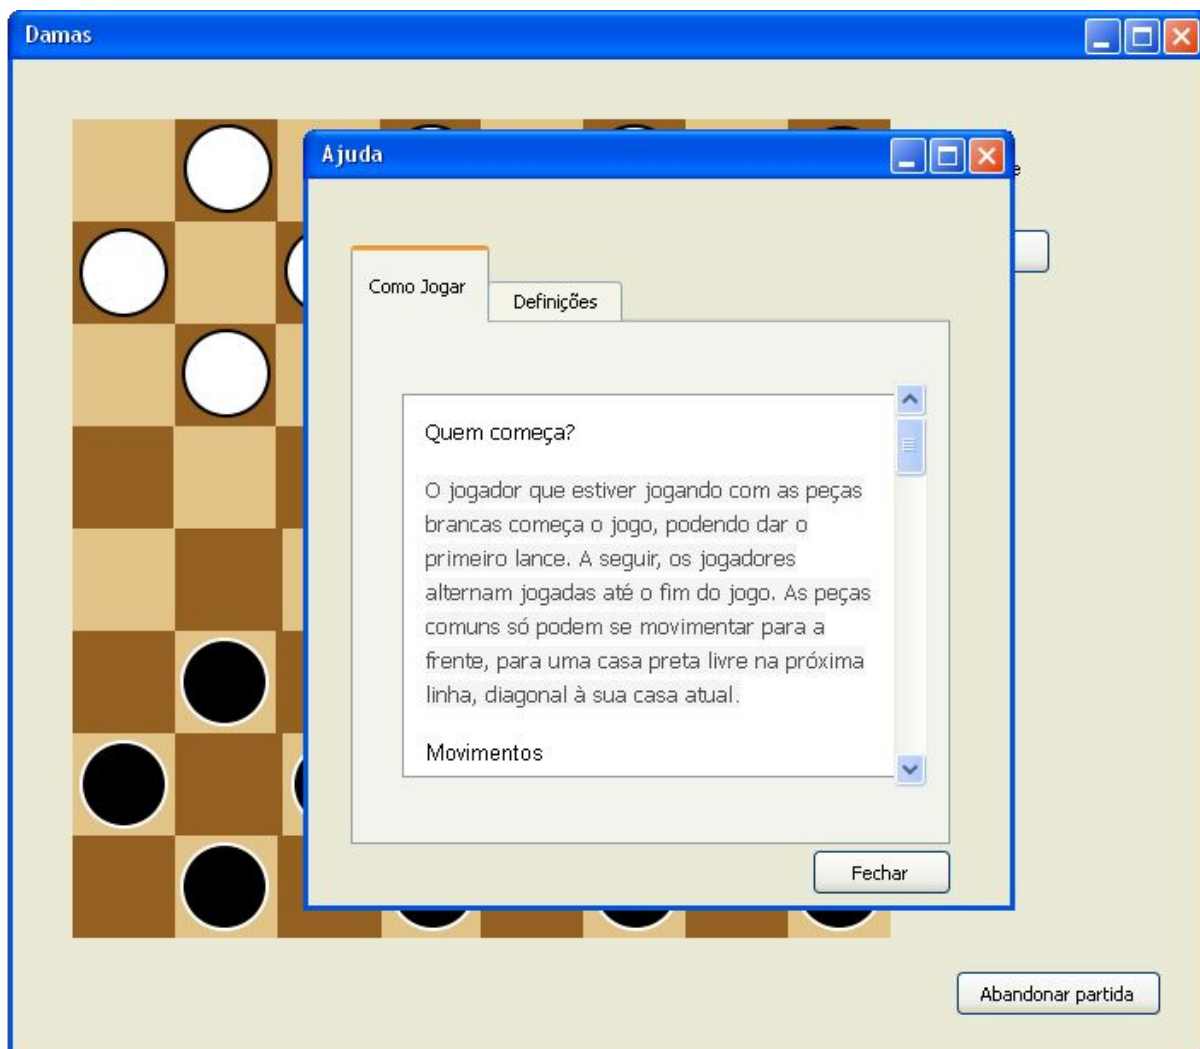 Damas
Ajuda
Como Jogar
Definições
Quem começa?
O jogador que estiver jogando com as peças
brancas começa o jogo, podendo dar o
primeiro lance. A seguir, os jogadores
alternam jogadas até o fim do jogo. As peças
comuns só podem se movimentar para a
frente, para uma casa preta livre na próxima
linha, diagonal à sua casa atual.
Movimentos
Fechar
Abandonar partida